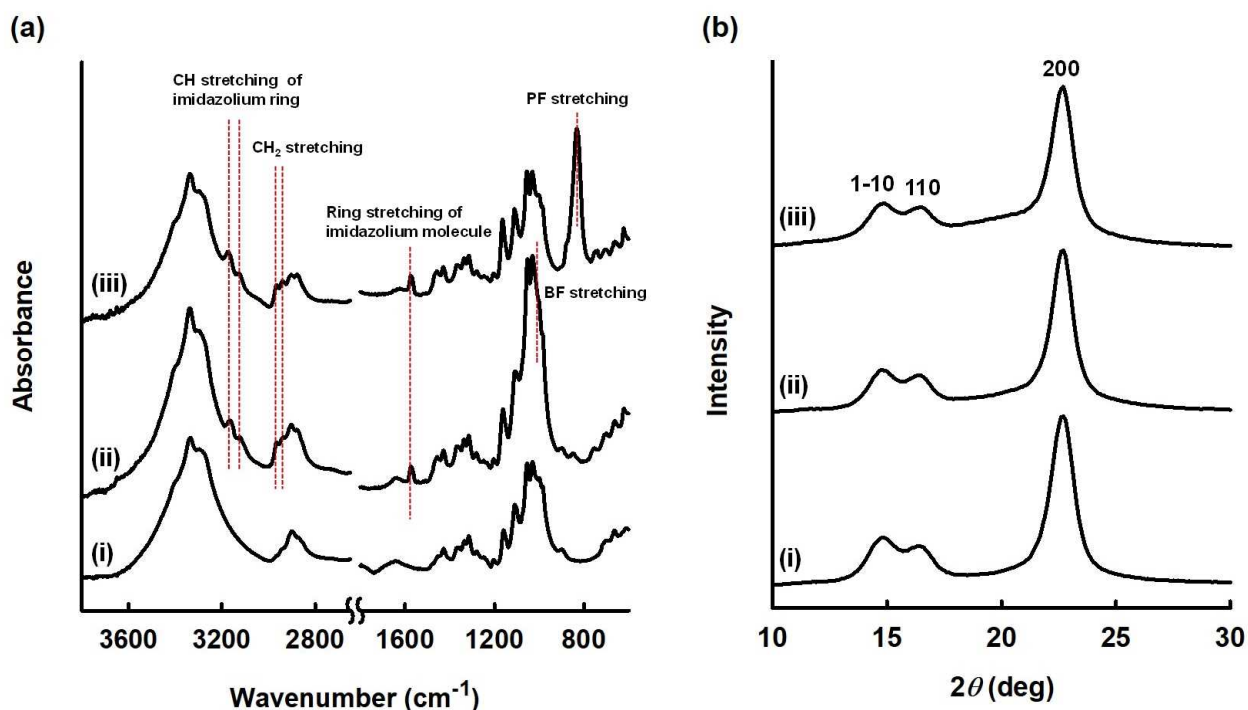 (a)
CH stretching of
imidazolium ring
CH2 stretching
Ring stretching of
imidazolium molecule
PF stretching
BF stretching
(iii)
(ii)
(i)
Absorbance
3600 3200 2800 1600 1200 800
Wavenumber (cm-1)
(b)
200
1-10 110
(iii)
(ii)
(i)
Intensity
10 15 20 25 30
2θ (deg)